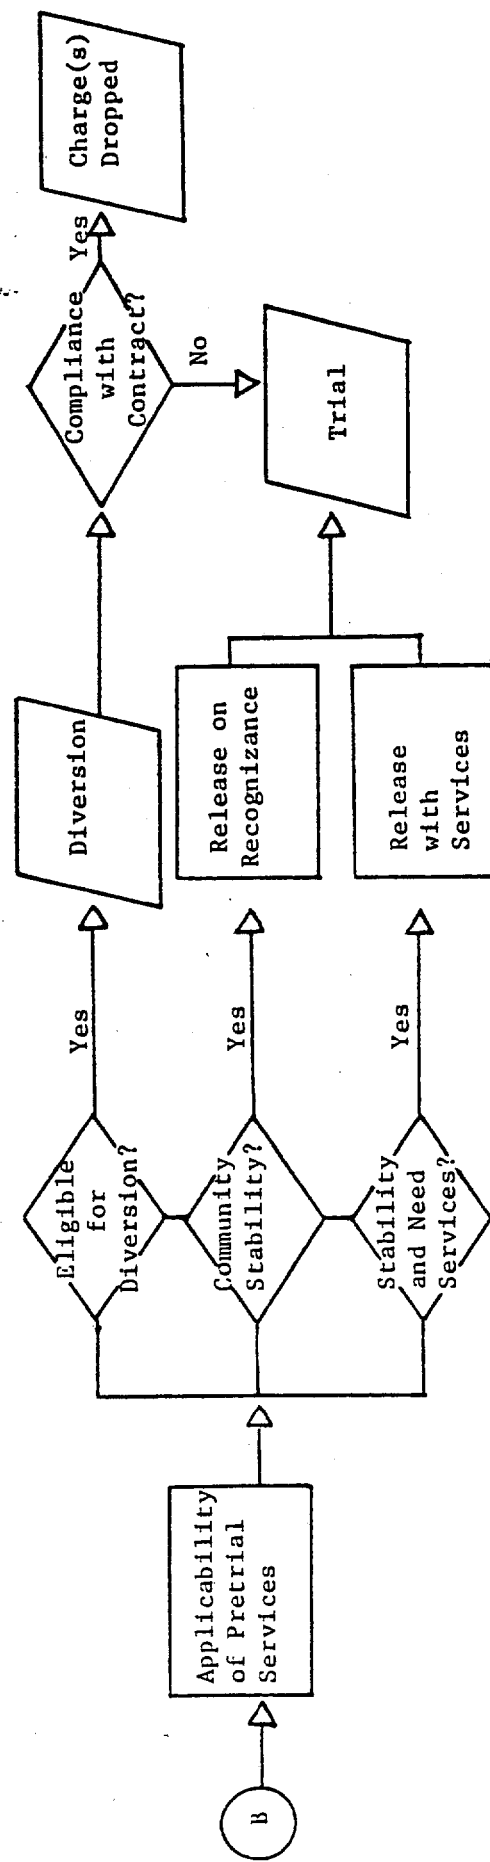 B
Applicability
of Pretrial
Services
Eligible
for
Diversion?
Yes
Diversion
Compliance
with
Contract?
Yes
Charge(s)
Dropped
No
Community
Stability?
Yes
Release on
Recognizance
Trial
Stability
and Need
Services?
Yes
Release
with
Services